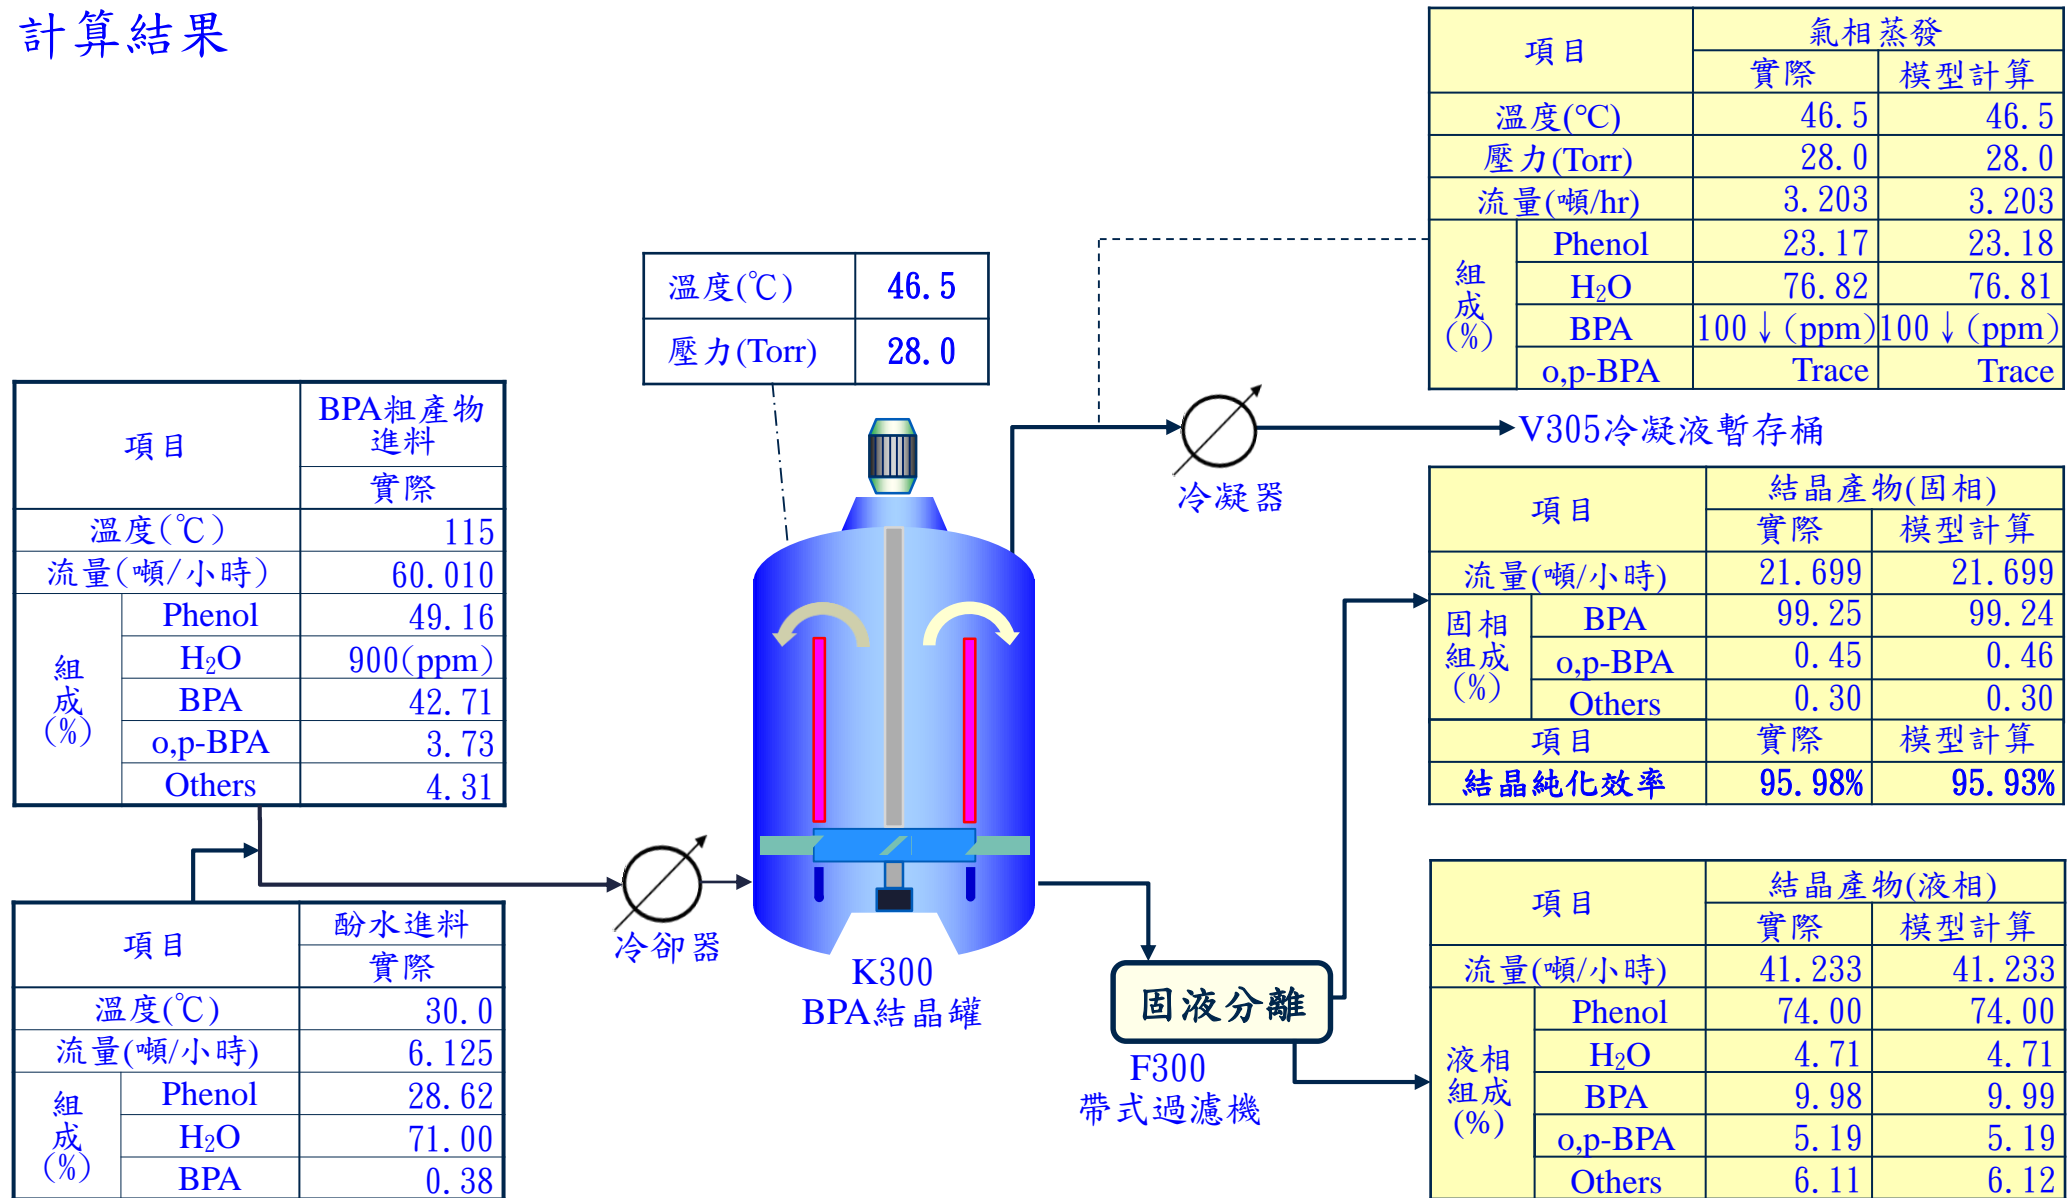 計算結果
項目 氣相蒸發
實際 模型計算
溫度(℃) 46.5 46.5
壓力(Torr) 28.0 28.0
流量(噸/hr) 3.203 3.203
組成(%) Phenol 23.17 23.18
H₂O 76.82 76.81
BPA 100↓(ppm) 100↓(ppm)
o,p-BPA Trace Trace
溫度(℃) 46.5
壓力(Torr) 28.0
項目 BPA粗產物
進料
實際
溫度(℃) 115
流量(噸/小時) 60.010
組成(%) Phenol 49.16
H₂O 900(ppm)
BPA 42.71
o,p-BPA 3.73
Others 4.31
V305冷凝液暫存桶
冷凝器
項目 結晶產物(固相)
實際 模型計算
流量(噸/小時) 21.699 21.699
固相組成(%) BPA 99.25 99.24
o,p-BPA 0.45 0.46
Others 0.30 0.30
項目 實際 模型計算
結晶純化效率 95.98% 95.93%
冷卻器
K300
BPA結晶罐
固液分離
F300
帶式過濾機
項目 酚水進料
實際
溫度(℃) 30.0
流量(噸/小時) 6.125
組成(%) Phenol 28.62
H₂O 71.00
BPA 0.38
項目 結晶產物(液相)
實際 模型計算
流量(噸/小時) 41.233 41.233
液相組成(%) Phenol 74.00 74.00
H₂O 4.71 4.71
BPA 9.98 9.99
o,p-BPA 5.19 5.19
Others 6.11 6.12